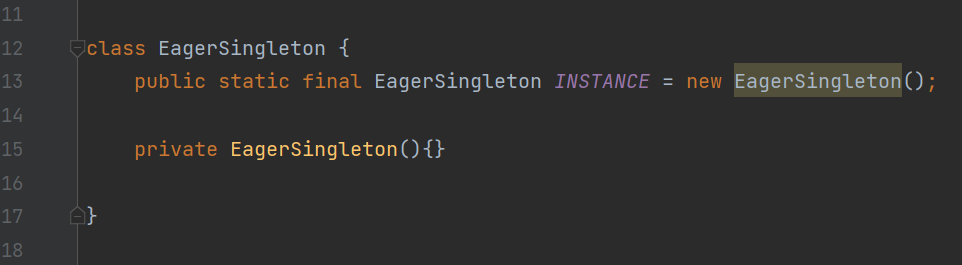 11
12 class EagerSingleton {
13 public static final EagerSingleton INSTANCE = new EagerSingleton();
14
15 private EagerSingleton(){}
16
17 }
18